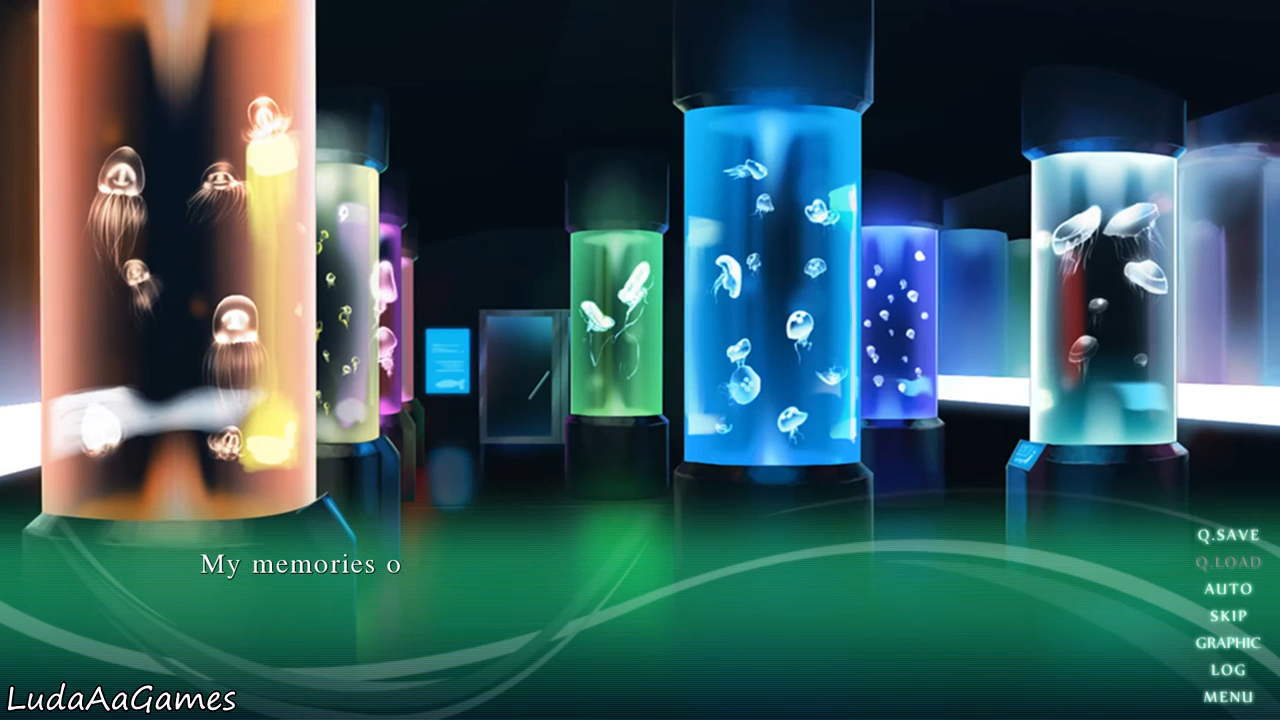 My memories o
Q.SAVE
Q.LOAD
AUTO
SKIP
GRAPHIC
LOG
MENU
LudaAaGames